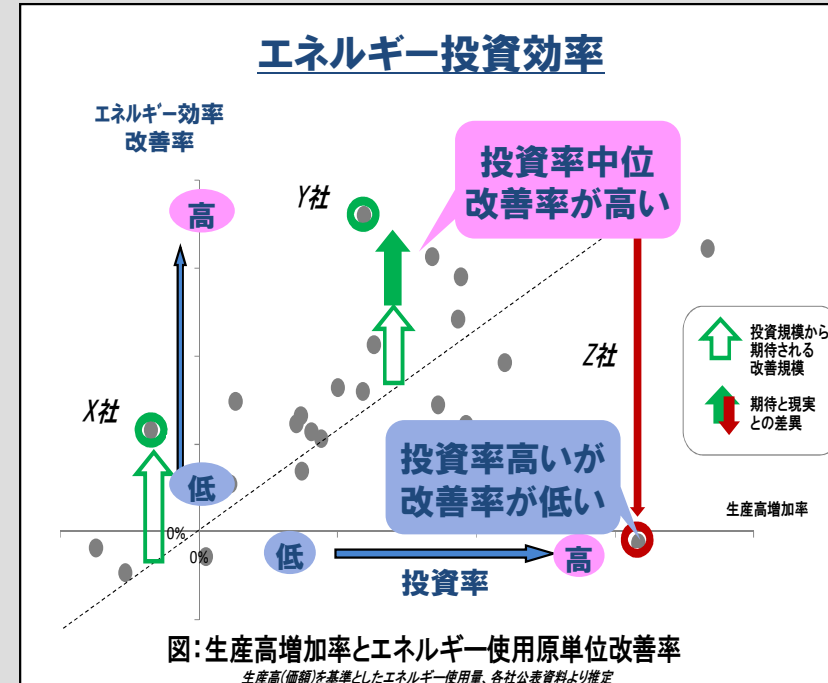 エネルギー投資効率
エネルギー効率
改善率
高
Y社
投資率中位
改善率が高い
X社
Z社
投資規模から
期待される
改善規模
期待と現実
との差異
低
投資率高いが
改善率が低い
生産高増加率
0%
0%
低
高
投資率
図:生産高増加率とエネルギー使用原単位改善率
生産高(価額)を基準としたエネルギー使用量、各社公表資料より推定